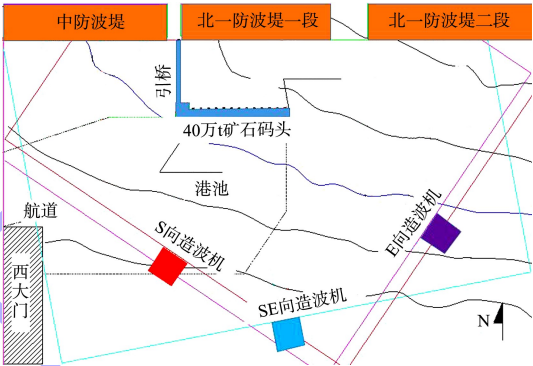 中防波堤
北一防波堤一段
北一防波堤二段
引桥
40万t矿石码头
港池
航道
S向造波机
E向造波机
西大门
SE向造波机
N